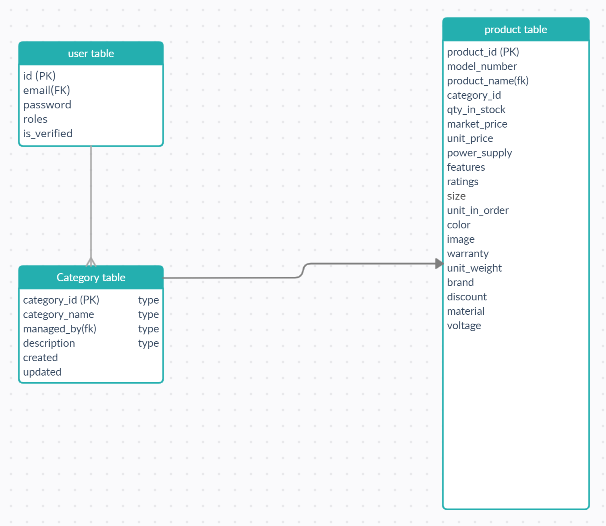 user table
id (PK)
email(FK)
password
roles
is_verified
Category table
category_id (PK) type
category_name type
managed_by(fk) type
description type
created
updated
product table
product_id (PK)
model_number
product_name(fk)
category_id
qty_in_stock
market_price
unit_price
power_supply
features
ratings
size
unit_in_order
color
image
warranty
unit_weight
brand
discount
material
voltage